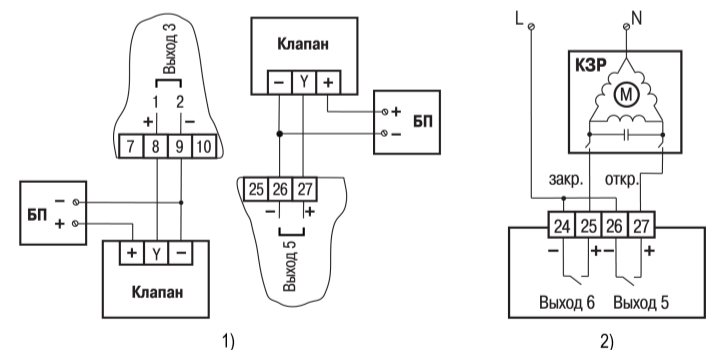 Выход 3
1 2
+ −
7 8 9 10
БП
−
+
+ Y −
Клапан
Клапан
− Y +
+
−
БП
25 26 27
− +
Выход 5
1)
L N
КЗР
M
закр. откр.
24 25 26 27
− + − +
Выход 6 Выход 5
2)